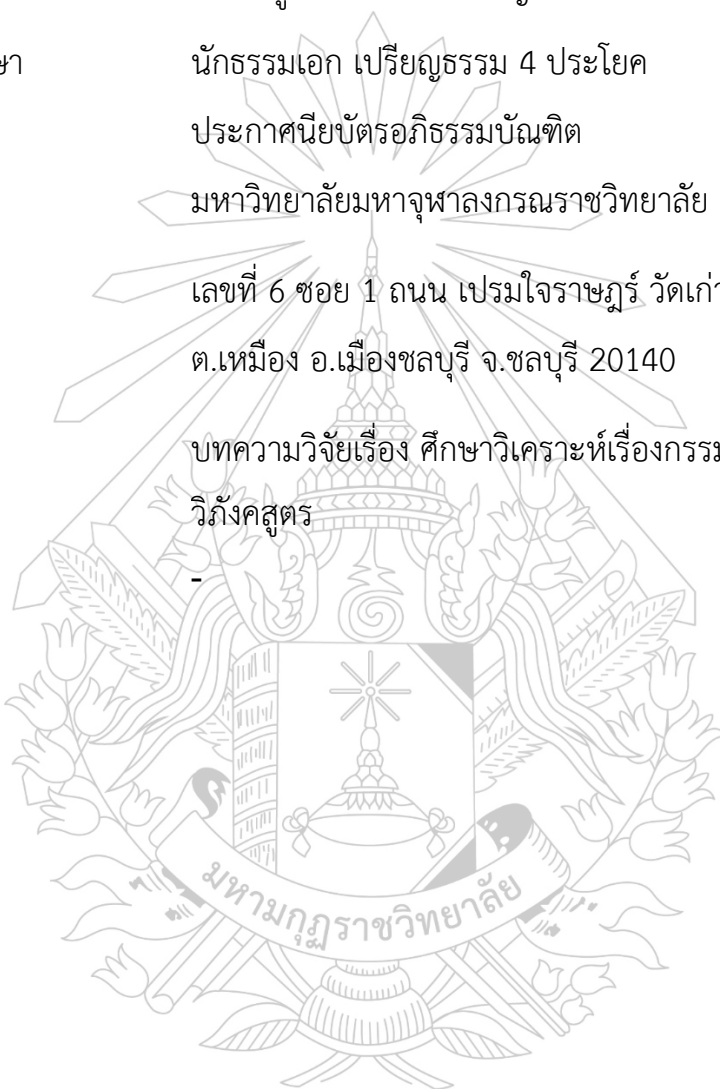 ษา นักธรรมเอก เปรียญธรรม 4 ประโยค
ประกาศนียบัตรอภิธรรมบัณฑิต
มหาวิทยาลัยมหาจุฬาลงกรณราชวิทยาลัย
เลขที่ 6 ซอย 1 ถนน เปรมใจราษฎร์ วัดเก่า
ต.เหมือง อ.เมืองชลบุรี จ.ชลบุรี 20140
บทความวิจัยเรื่อง ศึกษาวิเคราะห์เรื่องกรรม
วิภังคสูตร
-
มหามกุฏราชวิทยาลัย